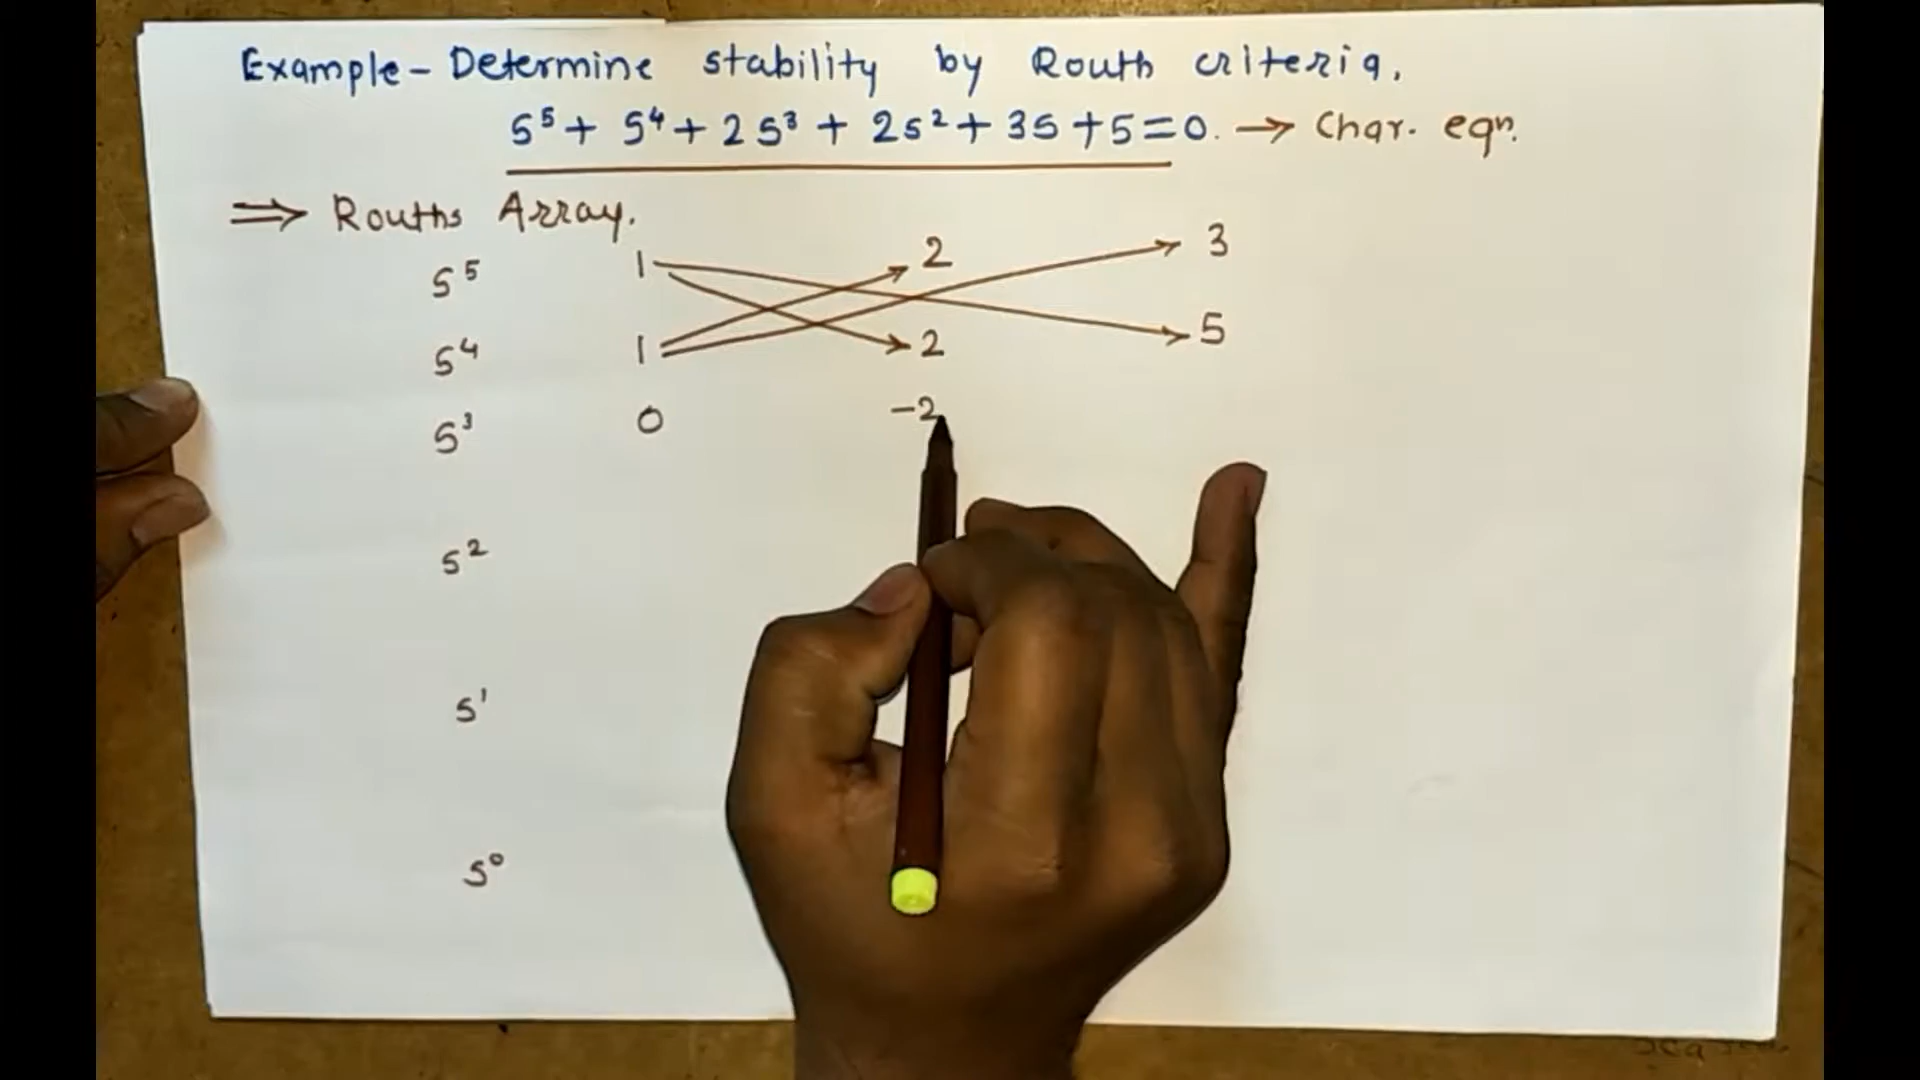 Example - Determine stability by Routh criteria.
S⁵ + S⁴ + 2S³ + 2s² + 3S + 5 = 0. → Char. eqⁿ.
⇒ Rouths Array.
S⁵ 1 2 3
S⁴ 1 2 5
S³ 0 -2
S²
S¹
S⁰